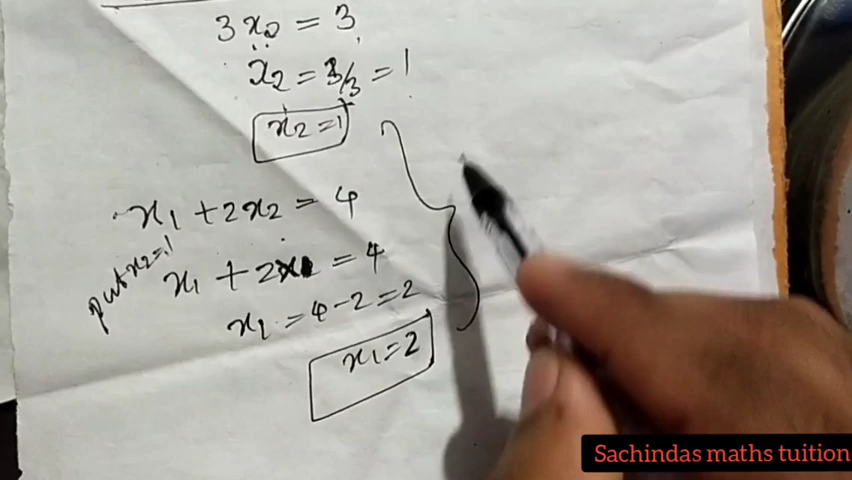 3x₂ = 3
x₂ = 3/3 = 1
x₂ = 1
x₁ + 2x₂ = 4
put x₂ = 1
x₁ + 2x1 = 4
x₁ = 4 - 2 = 2
x₁ = 2
Sachindas maths tuition